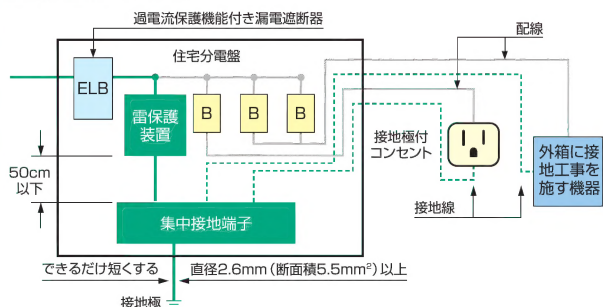 過電流保護機能付き漏電遮断器
配線
住宅分電盤
ELB
B
B
B
雷保護
装置
接地極付
コンセント
外箱に接
地工事を
施す機器
50cm
以下
接地線
集中接地端子
できるだけ短くする
直径2.6mm(断面積5.5mm²)以上
接地極